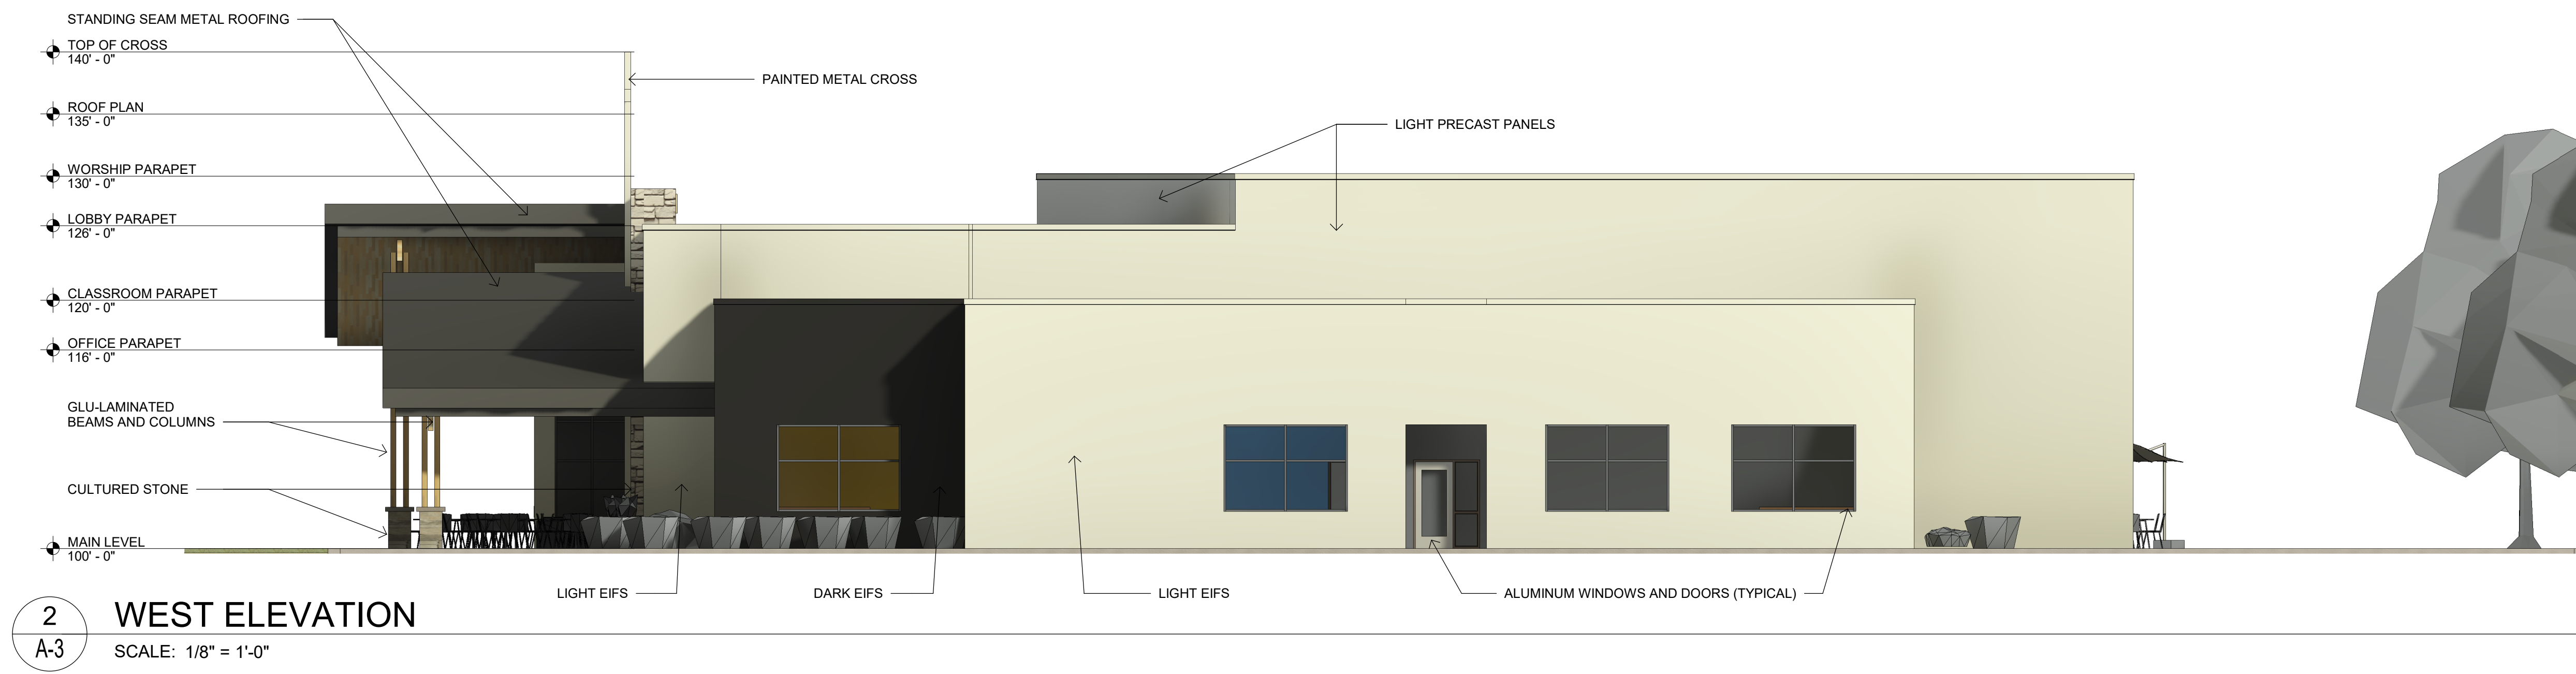 STANDING SEAM METAL ROOFING
TOP OF CROSS
140' - 0"
PAINTED METAL CROSS
ROOF PLAN
135' - 0"
LIGHT PRECAST PANELS
WORSHIP PARAPET
130' - 0"
LOBBY PARAPET
126' - 0"
CLASSROOM PARAPET
120' - 0"
OFFICE PARAPET
116' - 0"
GLU-LAMINATED
BEAMS AND COLUMNS
CULTURED STONE
MAIN LEVEL
100' - 0"
LIGHT EIFS
DARK EIFS
LIGHT EIFS
ALUMINUM WINDOWS AND DOORS (TYPICAL)
2
A-3
WEST ELEVATION
SCALE: 1/8" = 1'-0"